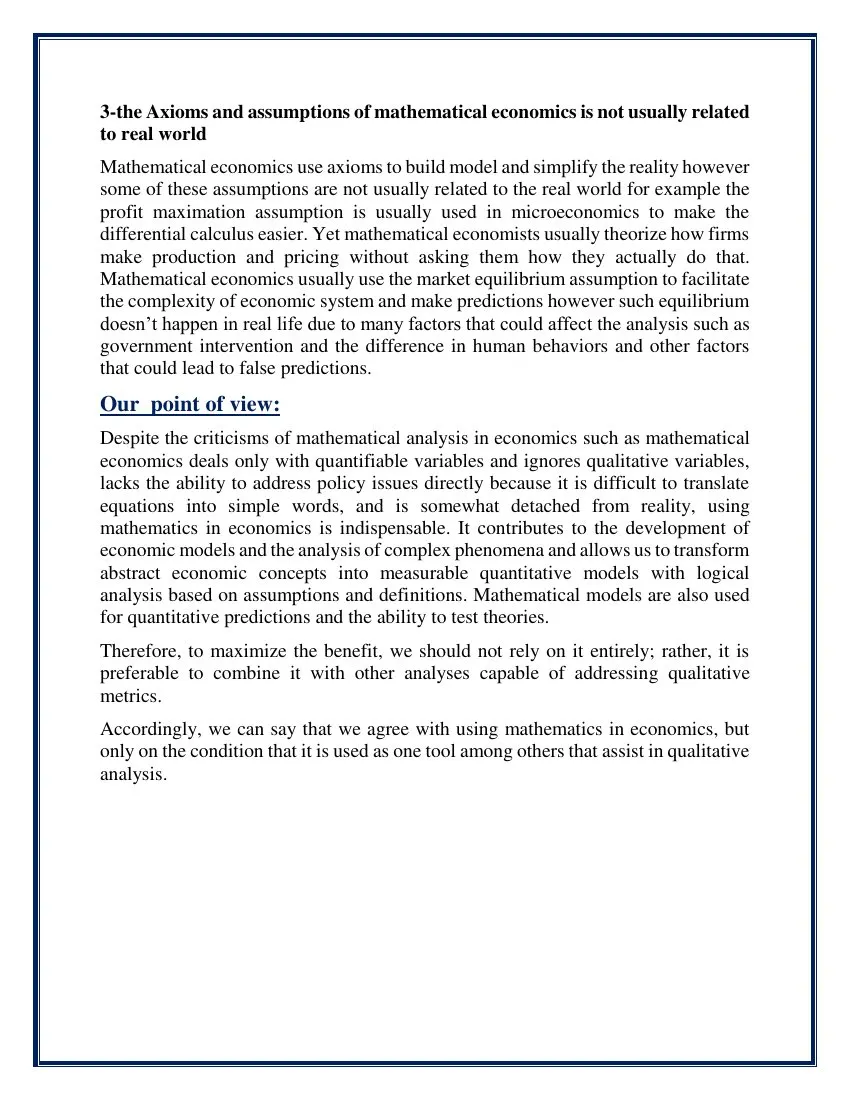 3-the Axioms and assumptions of mathematical economics is not usually related
to real world
Mathematical economics use axioms to build model and simplify the reality however
some of these assumptions are not usually related to the real world for example the
profit maximation assumption is usually used in microeconomics to make the
differential calculus easier. Yet mathematical economists usually theorize how firms
make production and pricing without asking them how they actually do that.
Mathematical economics usually use the market equilibrium assumption to facilitate
the complexity of economic system and make predictions however such equilibrium
doesn’t happen in real life due to many factors that could affect the analysis such as
government intervention and the difference in human behaviors and other factors
that could lead to false predictions.
Our point of view:
Despite the criticisms of mathematical analysis in economics such as mathematical
economics deals only with quantifiable variables and ignores qualitative variables,
lacks the ability to address policy issues directly because it is difficult to translate
equations into simple words, and is somewhat detached from reality, using
mathematics in economics is indispensable. It contributes to the development of
economic models and the analysis of complex phenomena and allows us to transform
abstract economic concepts into measurable quantitative models with logical
analysis based on assumptions and definitions. Mathematical models are also used
for quantitative predictions and the ability to test theories.
Therefore, to maximize the benefit, we should not rely on it entirely; rather, it is
preferable to combine it with other analyses capable of addressing qualitative
metrics.
Accordingly, we can say that we agree with using mathematics in economics, but
only on the condition that it is used as one tool among others that assist in qualitative
analysis.